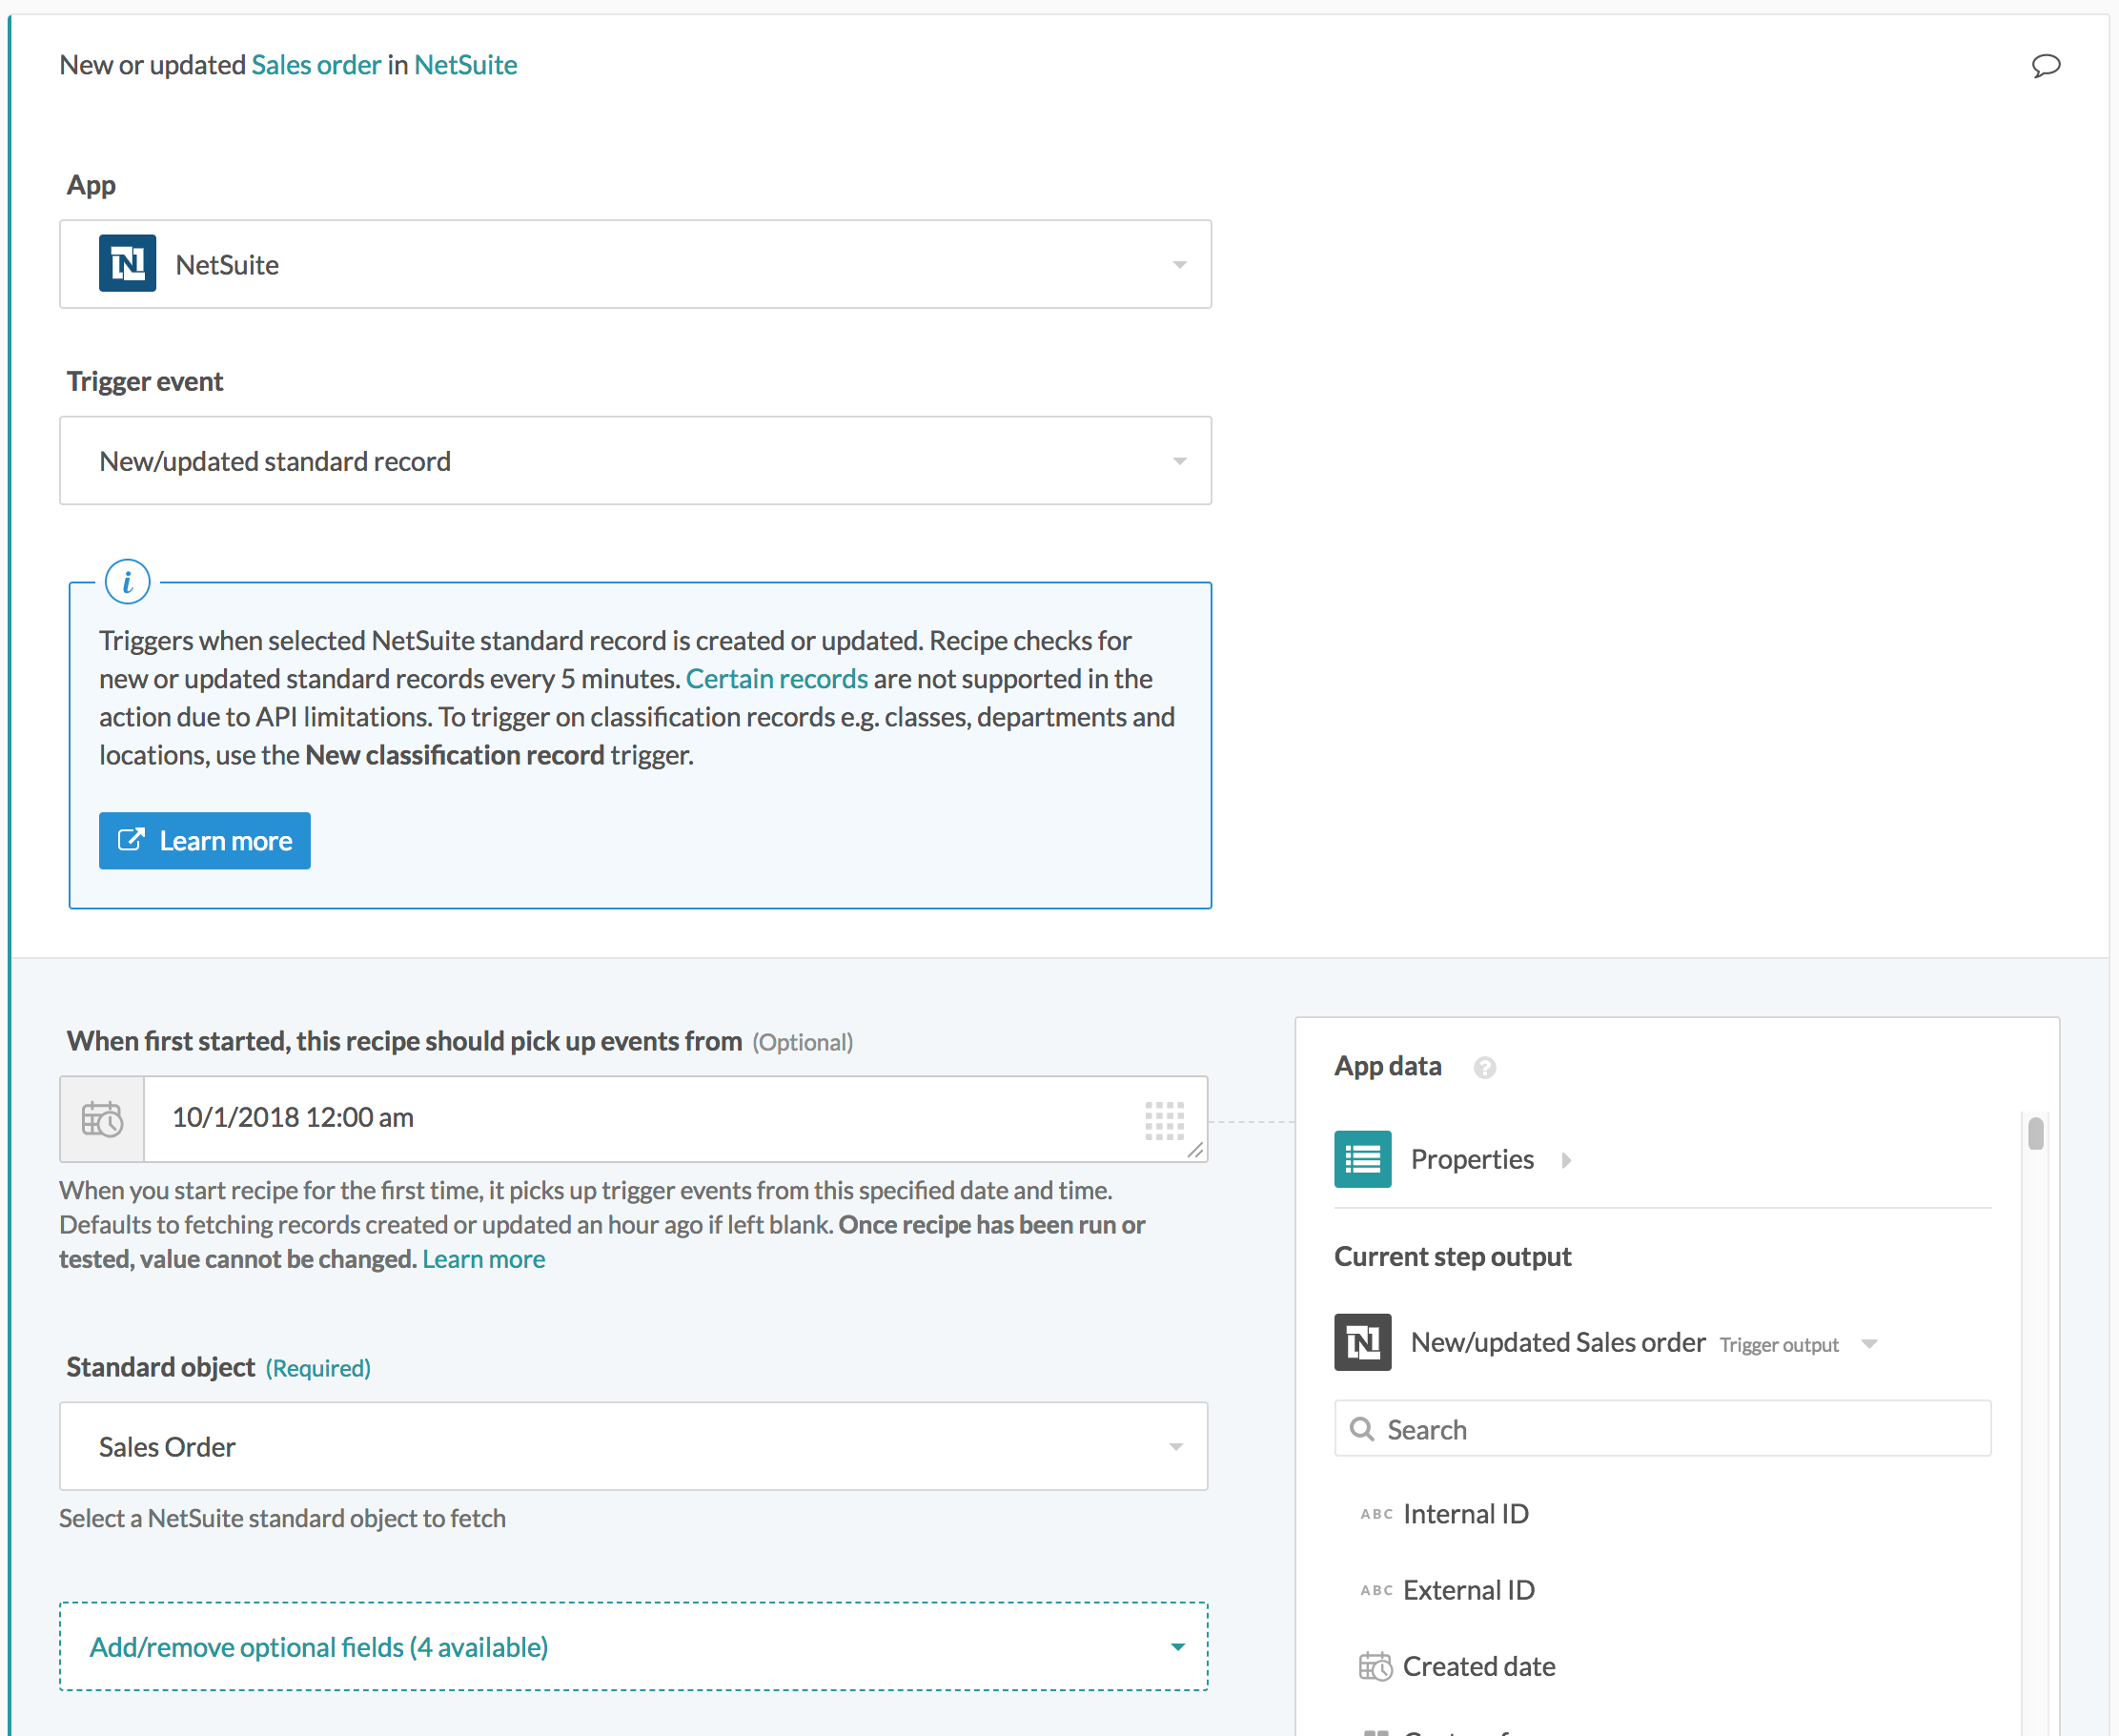 New or updated Sales order in NetSuite
App
NetSuite
Trigger event
New/updated standard record
Triggers when selected NetSuite standard record is created or updated. Recipe checks for
new or updated standard records every 5 minutes. Certain records are not supported in the
action due to API limitations. To trigger on classification records e.g. classes, departments and
locations, use the New classification record trigger.
Learn more
When first started, this recipe should pick up events from (Optional)
10/1/2018 12:00 am
When you start recipe for the first time, it picks up trigger events from this specified date and time.
Defaults to fetching records created or updated an hour ago if left blank. Once recipe has been run or
tested, value cannot be changed. Learn more
Standard object (Required)
Sales Order
Select a NetSuite standard object to fetch
Add/remove optional fields (4 available)
App data ?
Properties
Current step output
New/updated Sales order Trigger output
Search
ABC Internal ID
ABC External ID
Created date